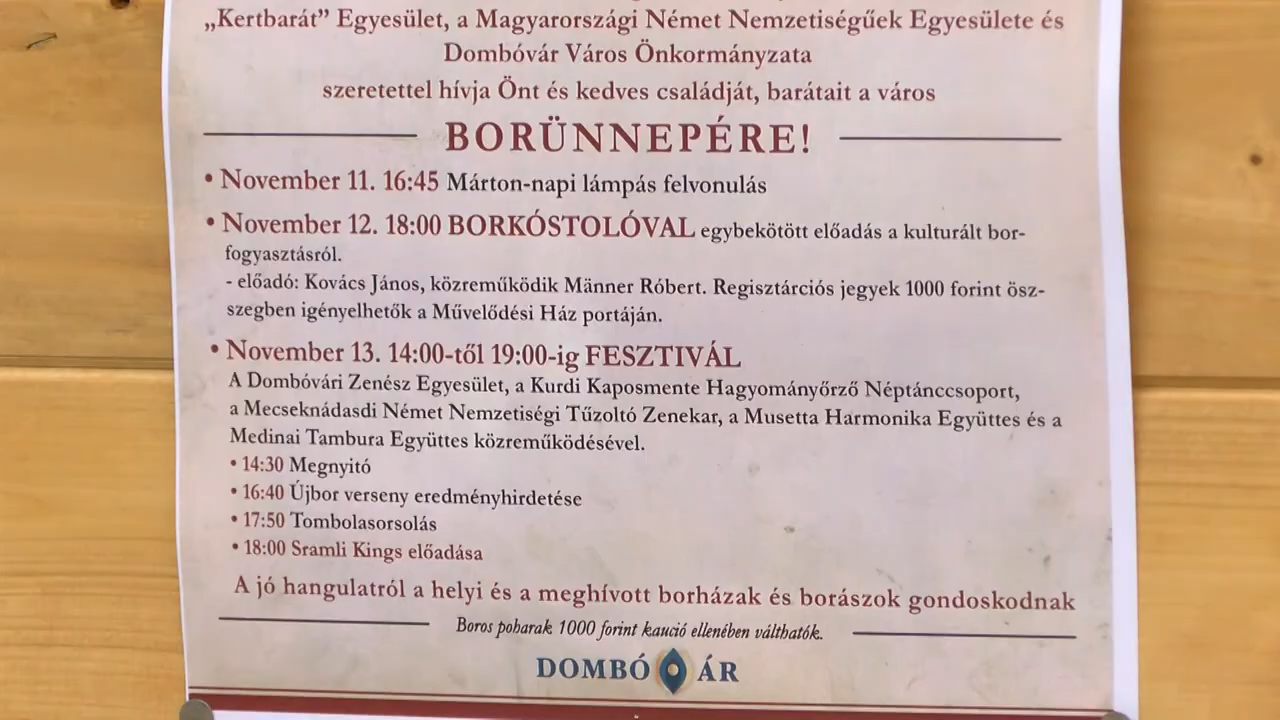 „Kertbarát” Egyesület, a Magyarországi Német Nemzetiségűek Egyesülete és
Dombóvár Város Önkormányzata
szeretettel hívja Önt és kedves családját, barátait a város
BORÜNNEPÉRE!
• November 11. 16:45 Márton-napi lámpás felvonulás
• November 12. 18:00 BORKÓSTOLÓVAL egybekötött előadás a kulturált bor-
fogyasztásról.
- előadó: Kovács János, közreműködik Männer Róbert. Regisztárciós jegyek 1000 forint ösz-
szegben igényelhetők a Művelődési Ház portáján.
• November 13. 14:00-től 19:00-ig FESZTIVÁL
A Dombóvári Zenész Egyesület, a Kurdi Kaposmente Hagyományőrző Néptánccsoport,
a Mecseknádasdi Német Nemzetiségi Tűzoltó Zenekar, a Musetta Harmonika Együttes és a
Medinai Tambura Együttes közreműködésével.
• 14:30 Megnyitó
• 16:40 Újbor verseny eredményhirdetése
• 17:50 Tombolasorsolás
• 18:00 Sramli Kings előadása
A jó hangulatról a helyi és a meghívott borházak és borászok gondoskodnak
Boros poharak 1000 forint kaució ellenében válthatók.
DOMBÓ ÁR